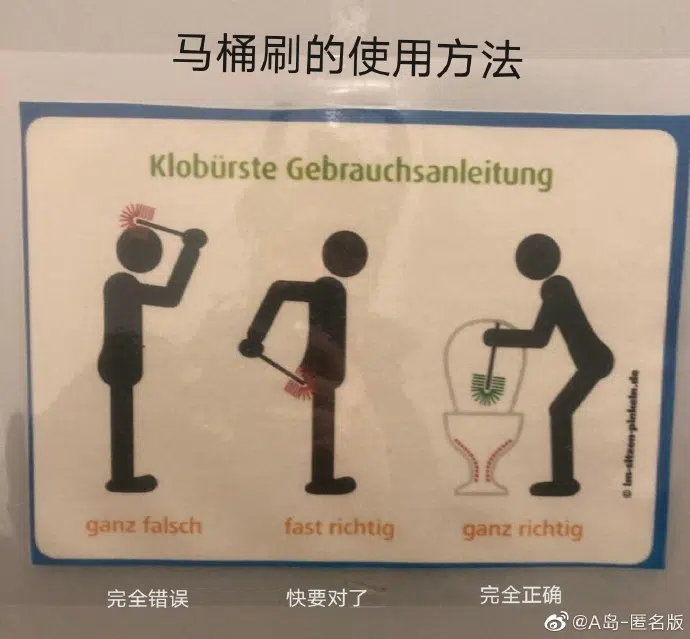 马桶刷的使用方法
Klobürste Gebrauchsanleitung
ganz falsch
fast richtig
ganz richtig
© im-sitzen-pinkeln.de
完全错误
快要对了
完全正确
@A岛-匿名版